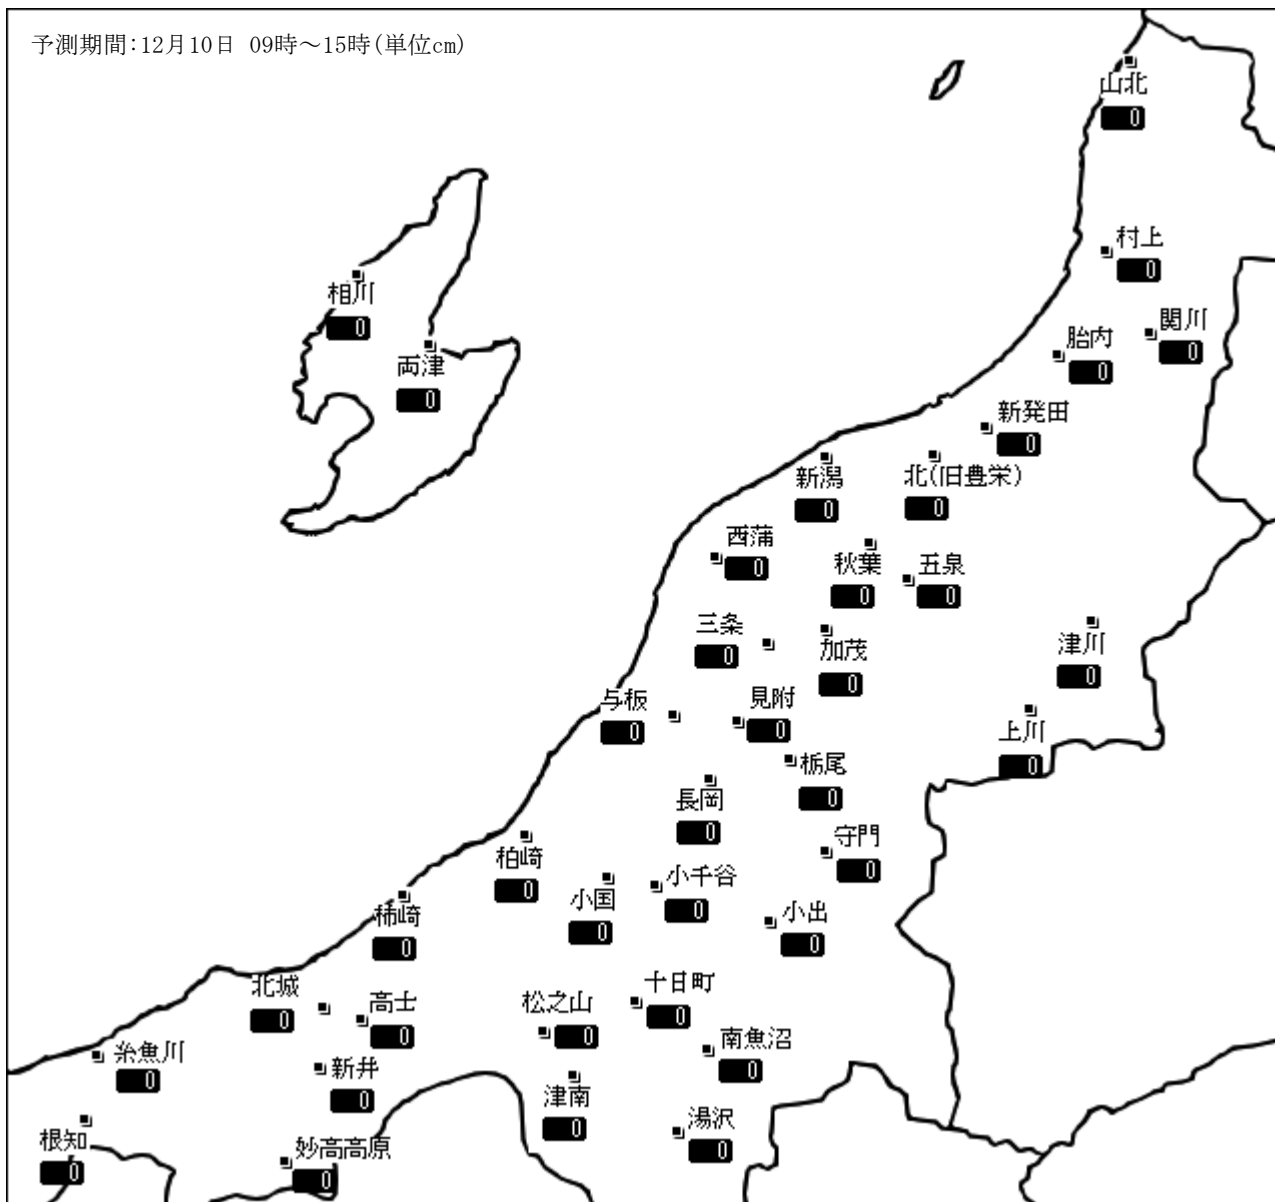 予測期間:12月10日 09時～15時(単位cm)
山北
0
村上
0
相川
0
関川
0
胎内
0
両津
0
新発田
0
新潟
0
北(旧豊栄)
0
西蒲
0
秋葉
0
五泉
0
三条
0
加茂
0
津川
0
与板
0
見附
0
上川
0
栃尾
0
長岡
0
守門
0
柏崎
0
小千谷
0
小国
0
小出
0
柿崎
0
北城
0
高士
0
松之山
0
十日町
0
南魚沼
0
糸魚川
0
新井
0
津南
0
湯沢
0
根知
0
妙高高原
0